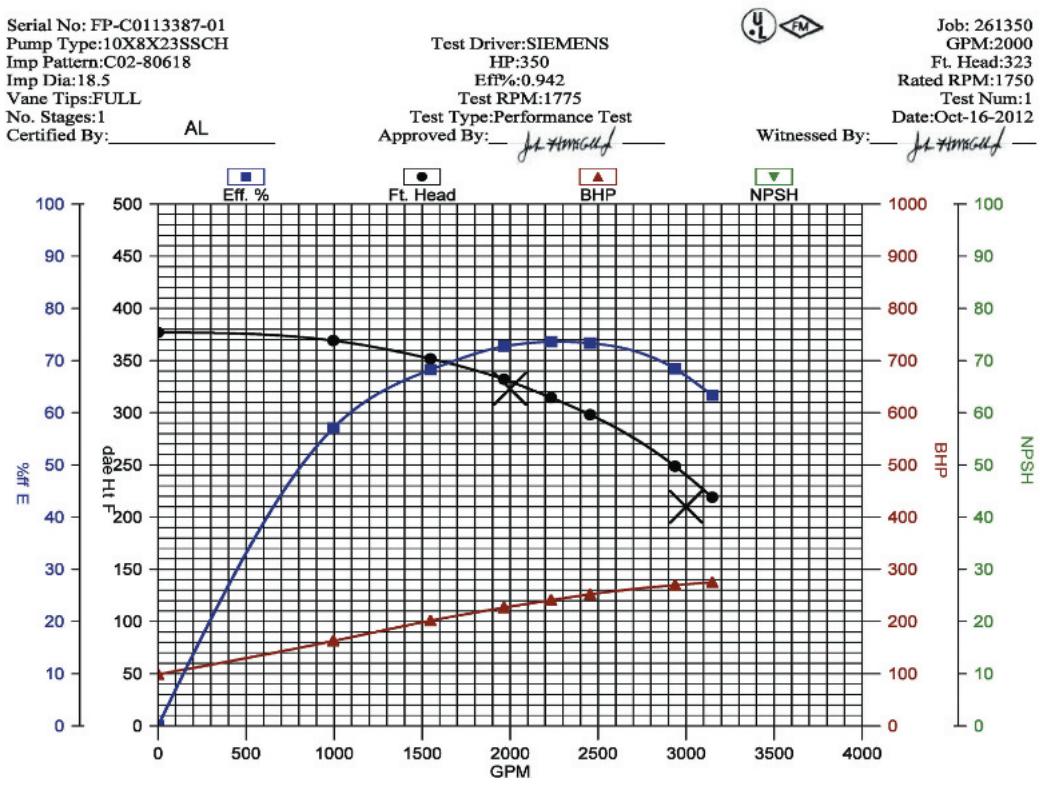 Serial No: FP-C0113387-01
Pump Type:10X8X23SSCH
Imp Pattern:C02-80618
Imp Dia:18.5
Vane Tips:FULL
No. Stages:1
Certified By: AL
Test Driver:SIEMENS
HP:350
Eff%:0.942
Test RPM:1775
Test Type:Performance Test
Approved By:
UL
FM
Job: 261350
GPM:2000
Ft. Head:323
Rated RPM:1750
Test Num:1
Date:Oct-16-2012
Witnessed By:
Eff. %
Ft. Head
BHP
NPSH
100 500 1000 100
90 450 900 90
80 400 800 80
70 350 700 70
60 300 600 60
50 250 500 50
40 200 400 40
30 150 300 30
20 100 200 20
10 50 100 10
0 0 0 0
%ff E
daeH.t F
BHP
NPSH
0 500 1000 1500 2000 2500 3000 3500 4000
GPM